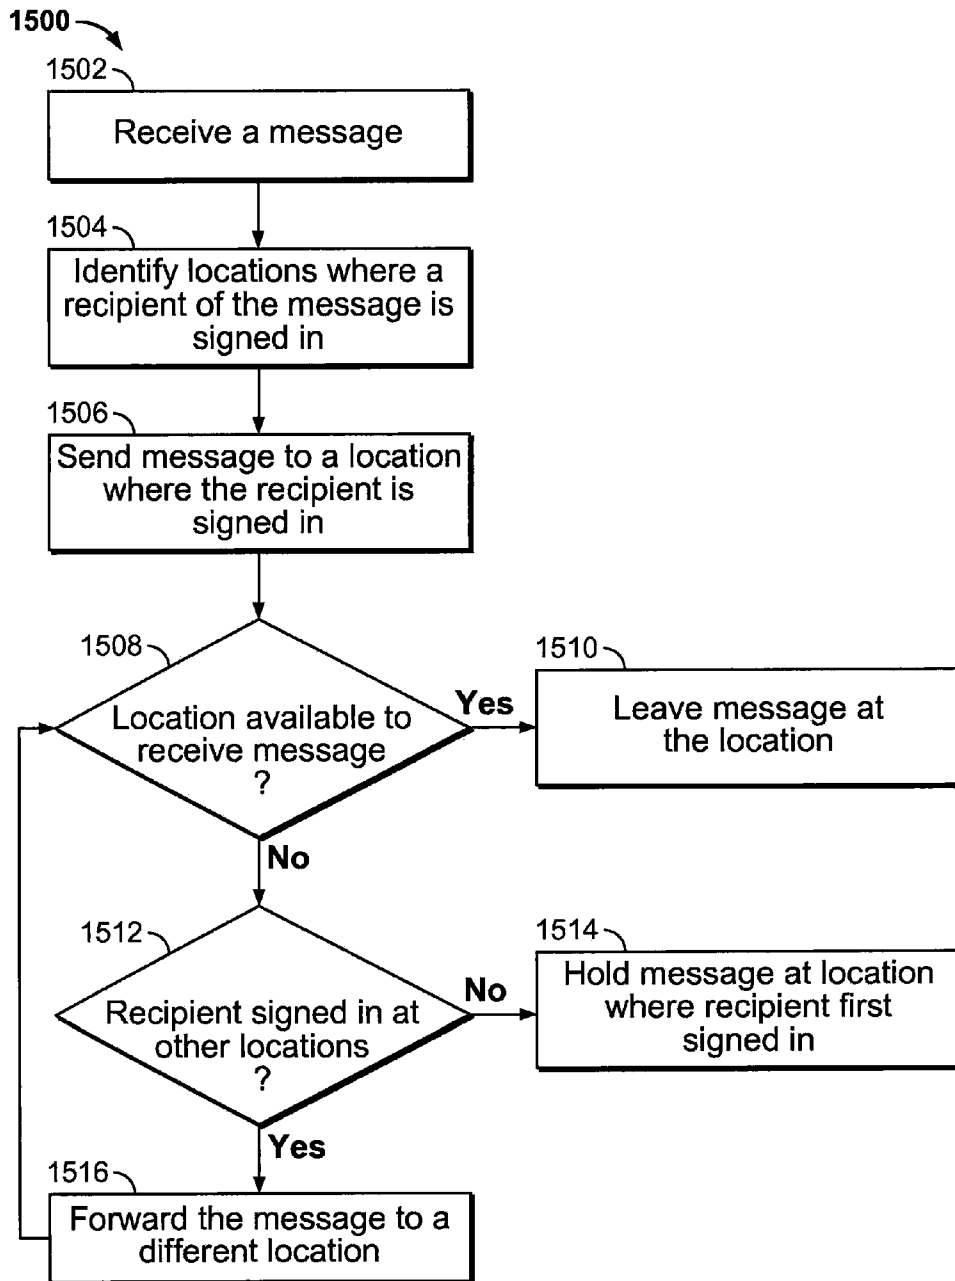 1500
1502
Receive a message
1504
Identify locations where a
recipient of the message is
signed in
1506
Send message to a location
where the recipient is
signed in
1508
Location available to
receive message
?
Yes
1510
Leave message at
the location
No
1512
Recipient signed in at
other locations
?
No
1514
Hold message at location
where recipient first
signed in
Yes
1516
Forward the message to a
different location